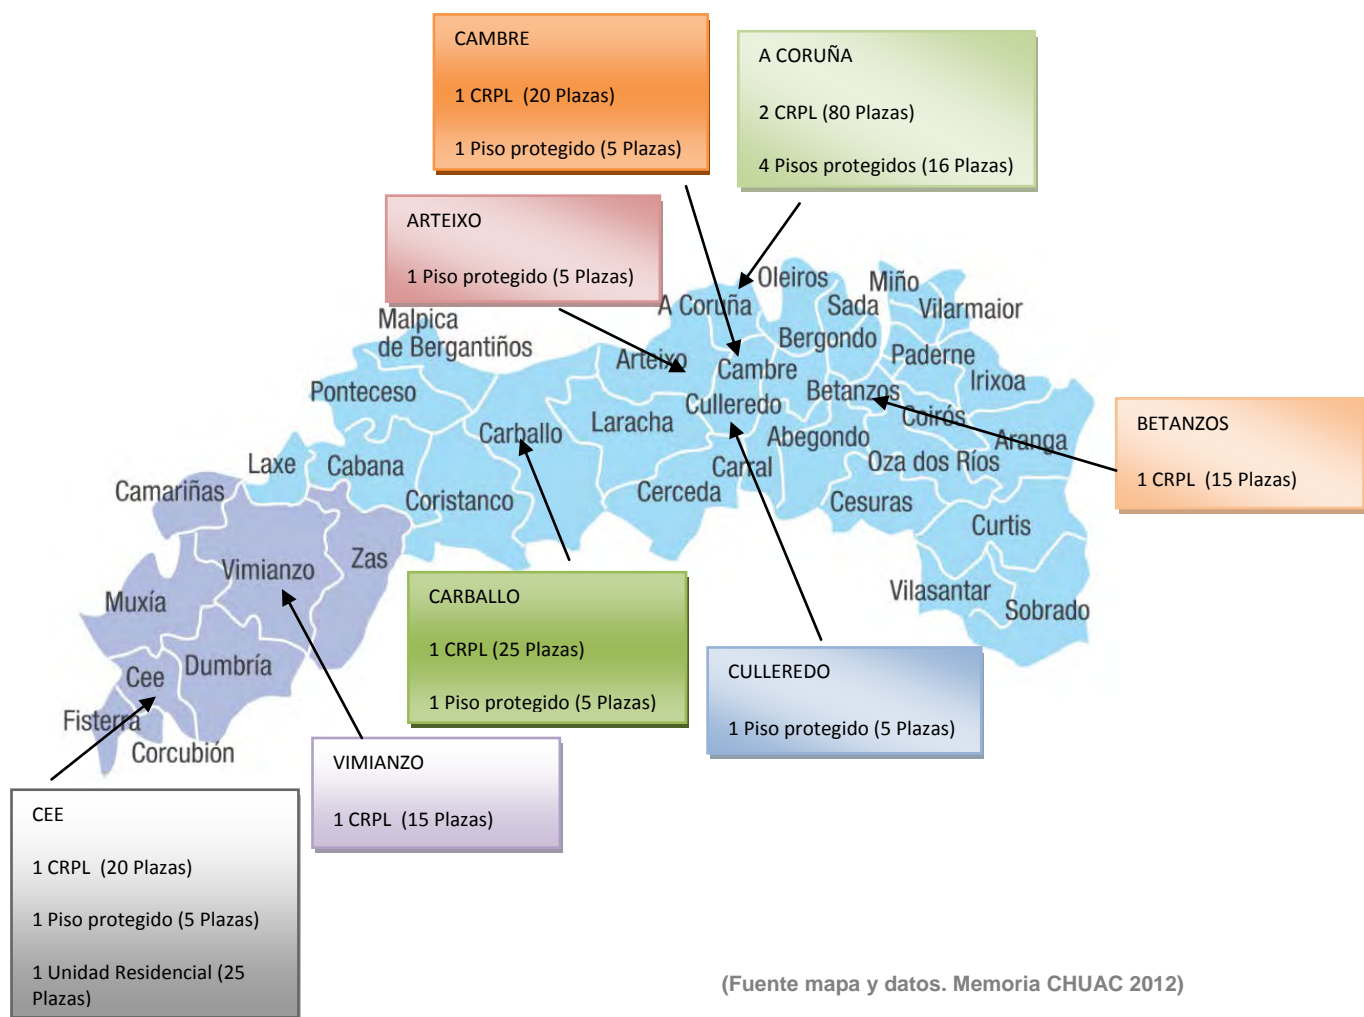 CAMBRE
1 CRPL (20 Plazas)
1 Piso protegido (5 Plazas)
A CORUÑA
2 CRPL (80 Plazas)
4 Pisos protegidos (16 Plazas)
ARTEIXO
1 Piso protegido (5 Plazas)
Malpica
de Bergantiños
Ponteceso
Laxe
Cabana
Coristanco
Carballo
Laracha
Arteixo
A Coruña
Oleiros
Sada
Miño
Vilarmaior
Bergondo
Paderne
Irixoa
Cambre
Betanzos
Culleredo
Coirós
Aranga
Abegondo
Carral
Cerceda
Oza dos Ríos
Cesuras
Curtis
Vilasantar
Sobrado
Camariñas
Vimianzo
Zas
Muxía
Dumbría
Cee
Fisterra
Corcubión
BETANZOS
1 CRPL (15 Plazas)
CARBALLO
1 CRPL (25 Plazas)
1 Piso protegido (5 Plazas)
CULLEREDO
1 Piso protegido (5 Plazas)
VIMIANZO
1 CRPL (15 Plazas)
CEE
1 CRPL (20 Plazas)
1 Piso protegido (5 Plazas)
1 Unidad Residencial (25
Plazas)
(Fuente mapa y datos. Memoria CHUAC 2012)